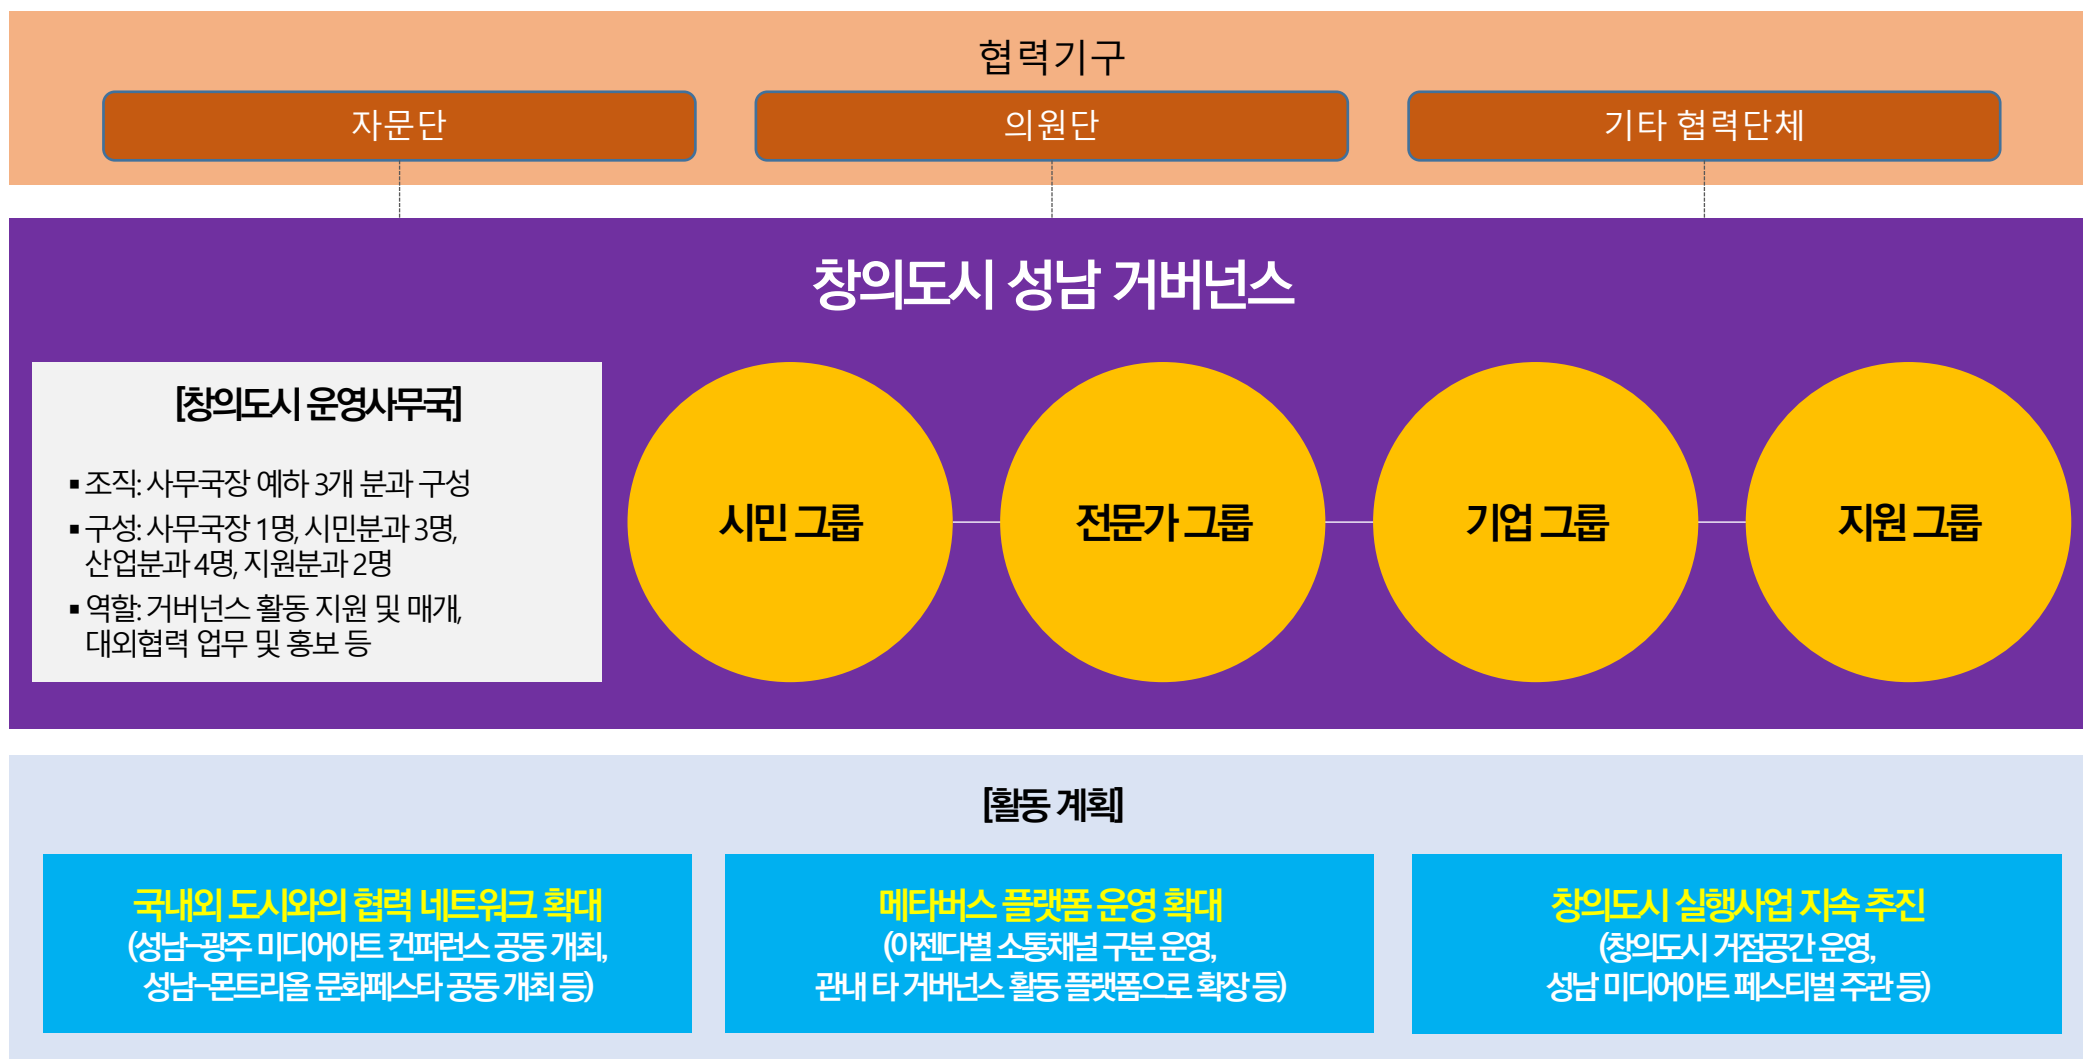 협력기구
자문단
의원단
기타 협력단체
창의도시 성남 거버넌스
[창의도시 운영사무국]
▪ 조직: 사무국장 예하 3개 분과 구성
▪ 구성: 사무국장 1명, 시민분과 3명,
산업분과 4명, 지원분과 2명
▪ 역할: 거버넌스 활동 지원 및 매개,
대외협력 업무 및 홍보 등
시민 그룹
전문가 그룹
기업 그룹
지원 그룹
[활동 계획]
국내외 도시와의 협력 네트워크 확대
(성남-광주 미디어아트 컨퍼런스 공동 개최,
성남-몬트리올 문화페스타 공동 개최 등)
메타버스 플랫폼 운영 확대
(아젠다별 소통채널 구분 운영,
관내 타 거버넌스 활동 플랫폼으로 확장 등)
창의도시 실행사업 지속 추진
(창의도시 거점공간 운영,
성남 미디어아트 페스티벌 주관 등)